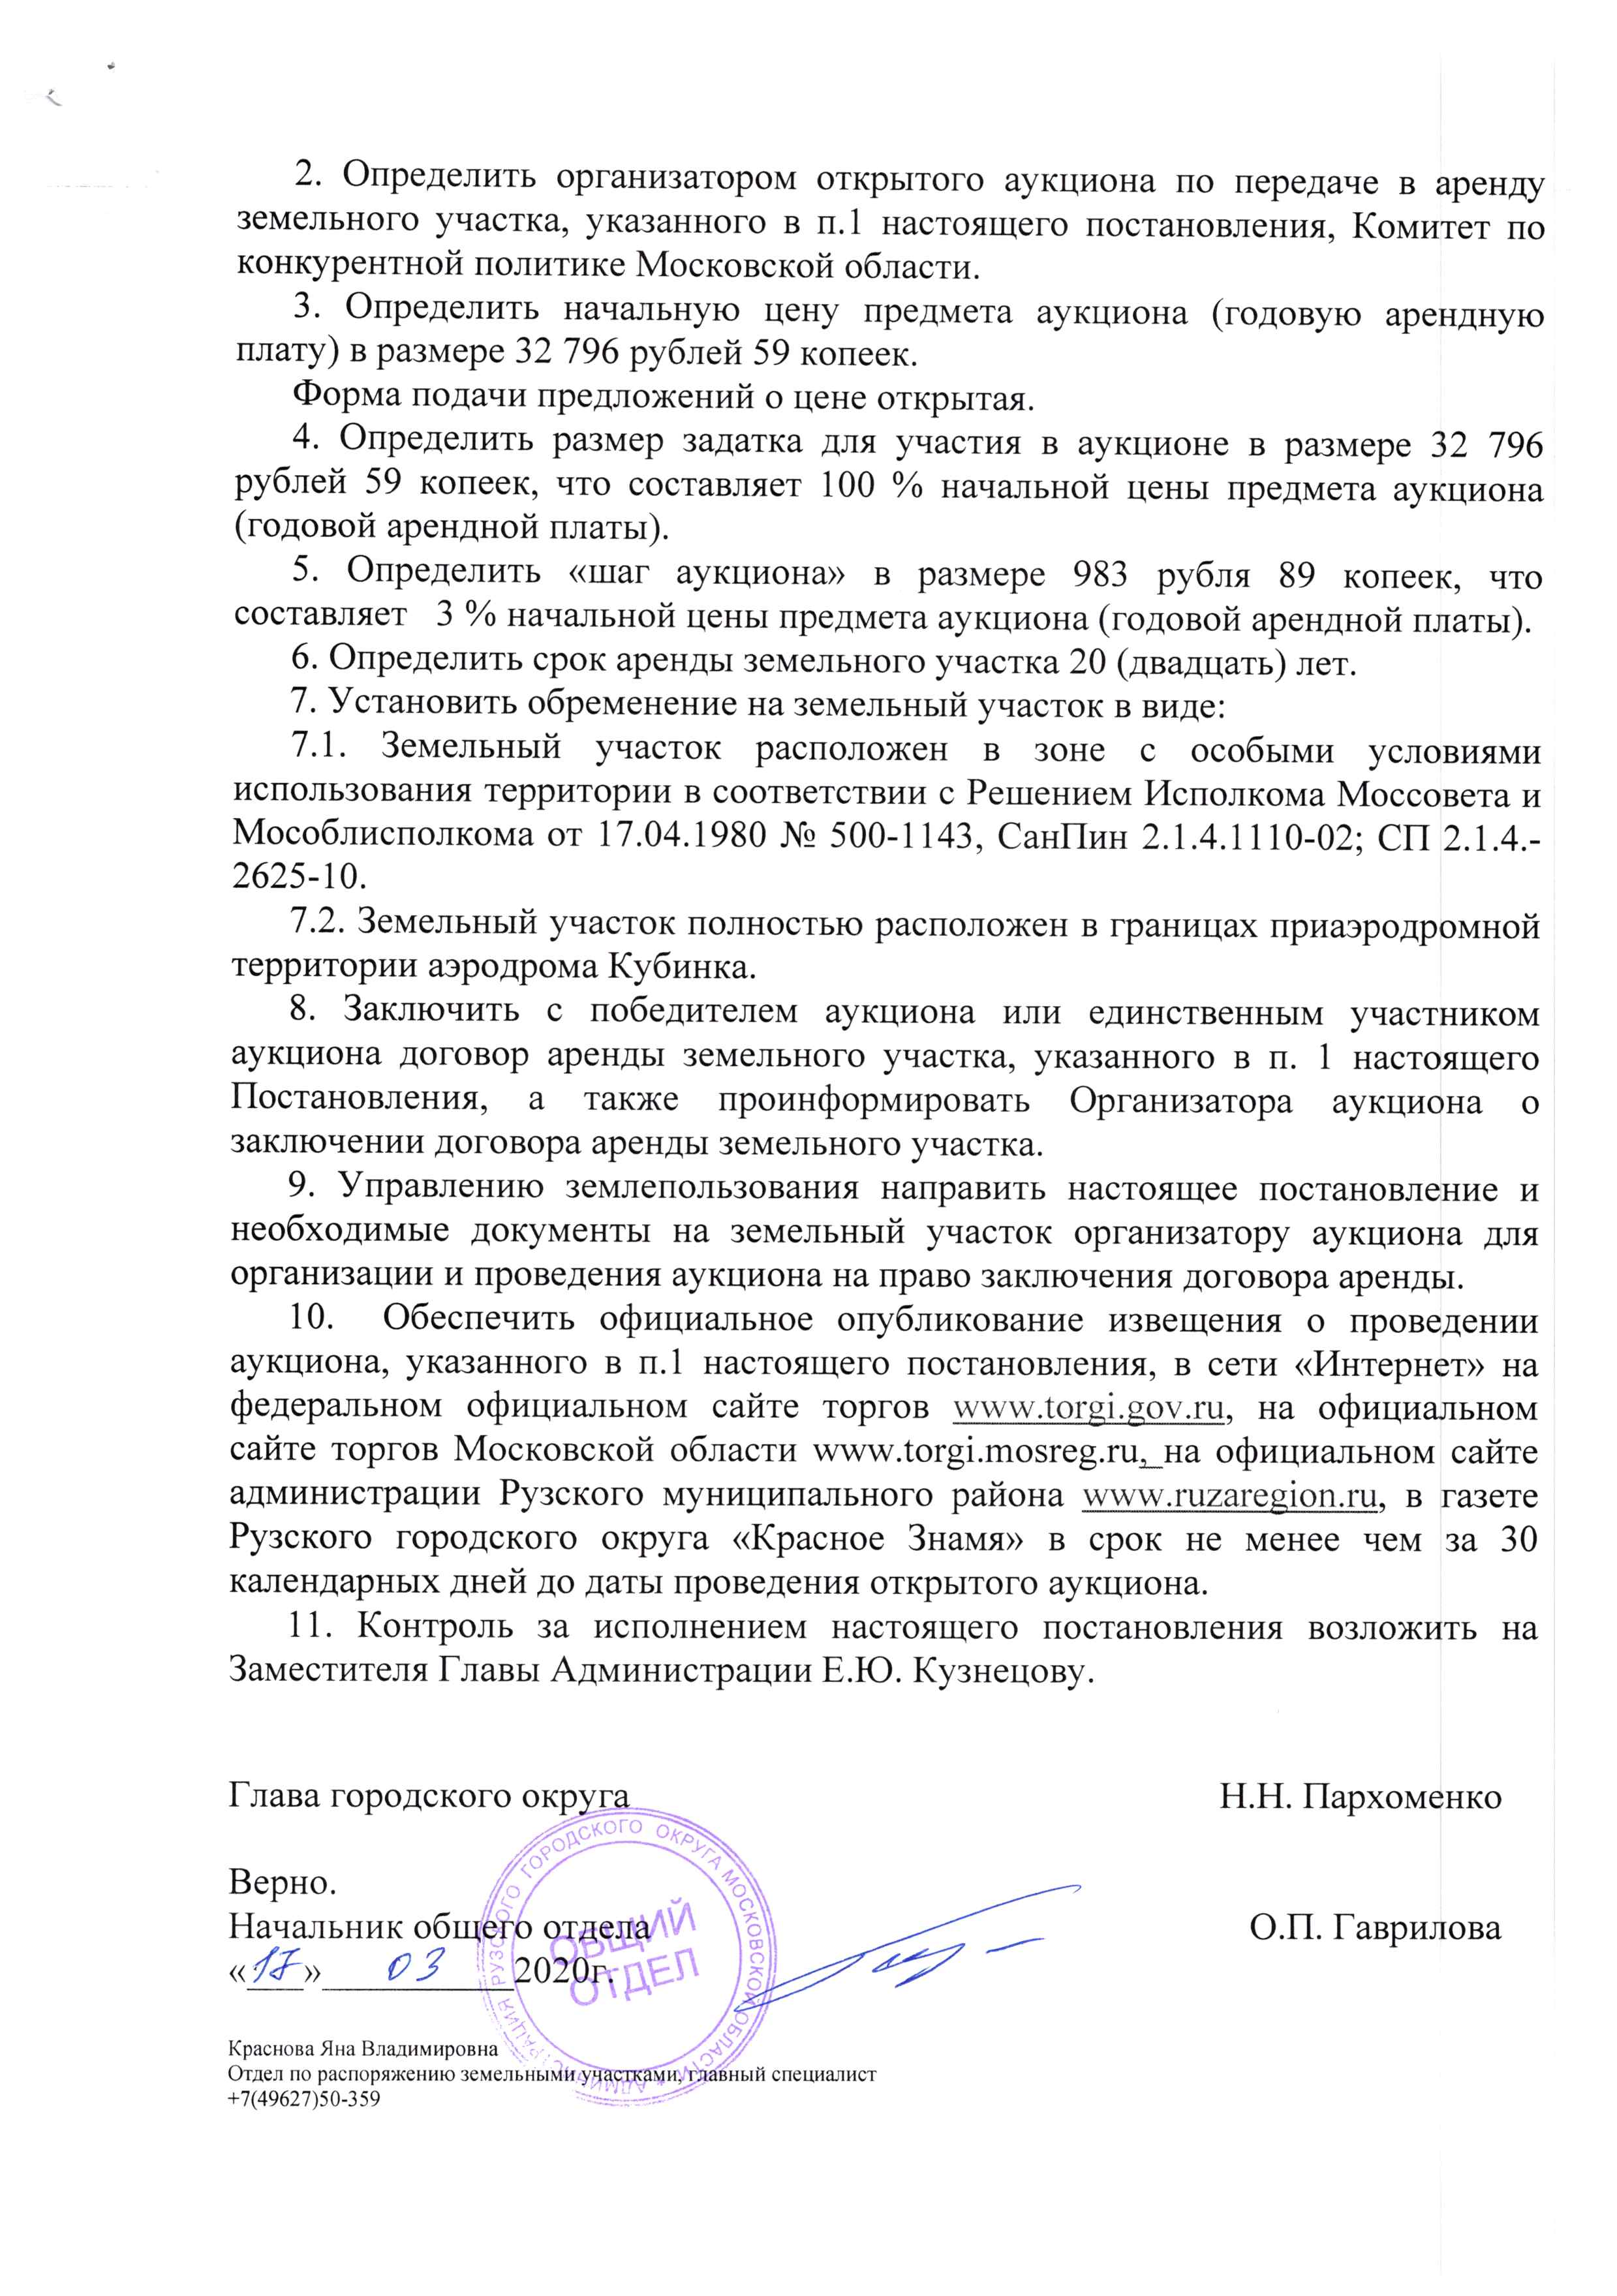 2. Определить организатором открытого аукциона по передаче в аренду
земельного участка, указанного в п.1 настоящего постановления, Комитет по
конкурентной политике Московской области.
3. Определить начальную цену предмета аукциона (годовую арендную
плату) в размере 32 796 рублей 59 копеек.
Форма подачи предложений о цене открытая.
4. Определить размер задатка для участия в аукционе в размере 32 796
рублей 59 копеек, что составляет 100 % начальной цены предмета аукциона
(годовой арендной платы).
5. Определить «шаг аукциона» в размере 983 рубля 89 копеек, что
составляет 3 % начальной цены предмета аукциона (годовой арендной платы).
6. Определить срок аренды земельного участка 20 (двадцать) лет.
7. Установить обременение на земельный участок в виде:
7.1. Земельный участок расположен в зоне с особыми условиями
использования территории в соответствии с Решением Исполкома Моссовета и
Мособлисполкома от 17.04.1980 № 500-1143, СанПин 2.1.4.1110-02; СП 2.1.4.-
2625-10.
7.2. Земельный участок полностью расположен в границах приаэродромной
территории аэродрома Кубинка.
8. Заключить с победителем аукциона или единственным участником
аукциона договор аренды земельного участка, указанного в п. 1 настоящего
Постановления, а также проинформировать Организатора аукциона о
заключении договора аренды земельного участка.
9. Управлению землепользования направить настоящее постановление и
необходимые документы на земельный участок организатору аукциона для
организации и проведения аукциона на право заключения договора аренды.
10. Обеспечить официальное опубликование извещения о проведении
аукциона, указанного в п.1 настоящего постановления, в сети «Интернет» на
федеральном официальном сайте торгов www.torgi.gov.ru, на официальном
сайте торгов Московской области www.torgi.mosreg.ru, на официальном сайте
администрации Рузского муниципального района www.ruzaregion.ru, в газете
Рузского городского округа «Красное Знамя» в срок не менее чем за 30
календарных дней до даты проведения открытого аукциона.
11. Контроль за исполнением настоящего постановления возложить на
Заместителя Главы Администрации Е.Ю. Кузнецову.
Глава городского округа Н.Н. Пархоменко
Верно.
Начальник общего отдела О.П. Гаврилова
«17» 03 2020г.
АДМИНИСТРАЦИЯ РУЗСКОГО ГОРОДСКОГО ОКРУГА МОСКОВСКОЙ ОБЛАСТИ
ОБЩИЙ
ОТДЕЛ
Краснова Яна Владимировна
Отдел по распоряжению земельными участками, главный специалист
+7(49627)50-359